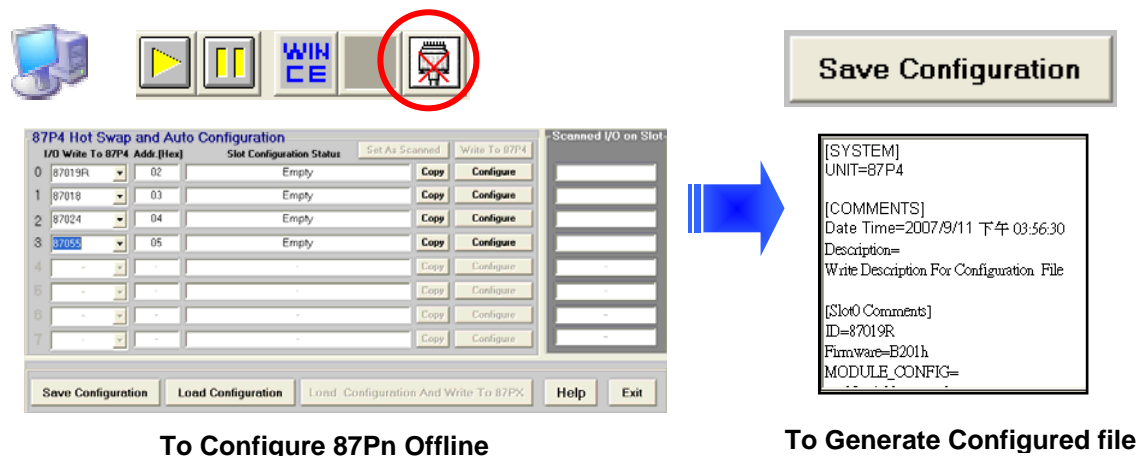 WIN
CE
Save Configuration
87P4 Hot Swap and Auto Configuration
I/O Write To 87P4 Addr.[Hex] Slot Configuration Status Set As Scanned Write To 87P4
Scanned I/O on Slot
0 87019R 02 Empty Copy Configure
1 87018 03 Empty Copy Configure
2 87024 04 Empty Copy Configure
3 87055 05 Empty Copy Configure
4 - - - Copy Configure -
5 - - - Copy Configure -
6 - - - Copy Configure -
7 - - - Copy Configure -
Save Configuration Load Configuration Load Configuration And Write To 87PX Help Exit
[SYSTEM]
UNIT=87P4
[COMMENTS]
Date Time=2007/9/11 下午 03:56:30
Description=
Write Description For Configuration File
[Slot0 Comments]
ID=87019R
Firmware=B201h
MODULE_CONFIG=
To Configure 87Pn Offline
To Generate Configured file